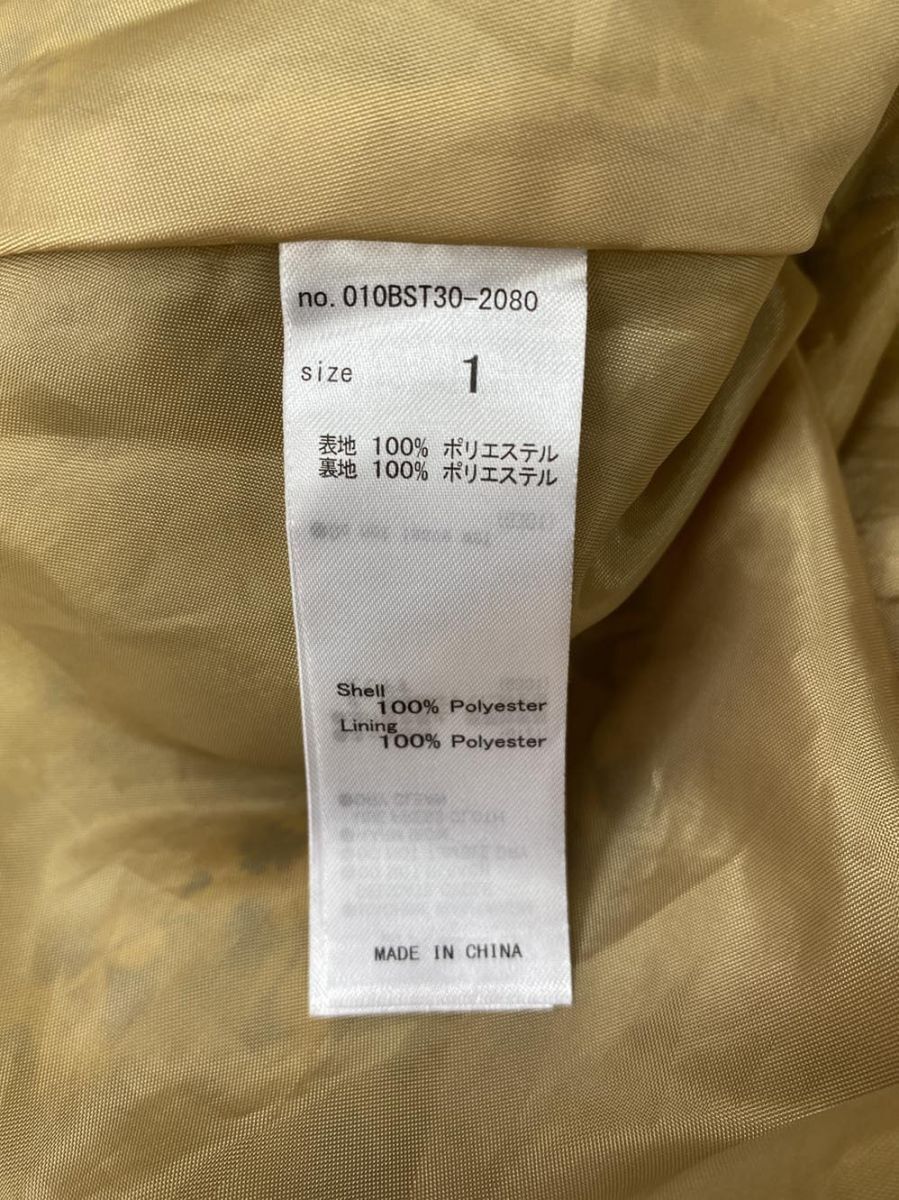 no.010BST30-2080
size 1
表地 100% ポリエステル
裏地 100% ポリエステル
Shell
100% Polyester
Lining
100% Polyester
MADE IN CHINA